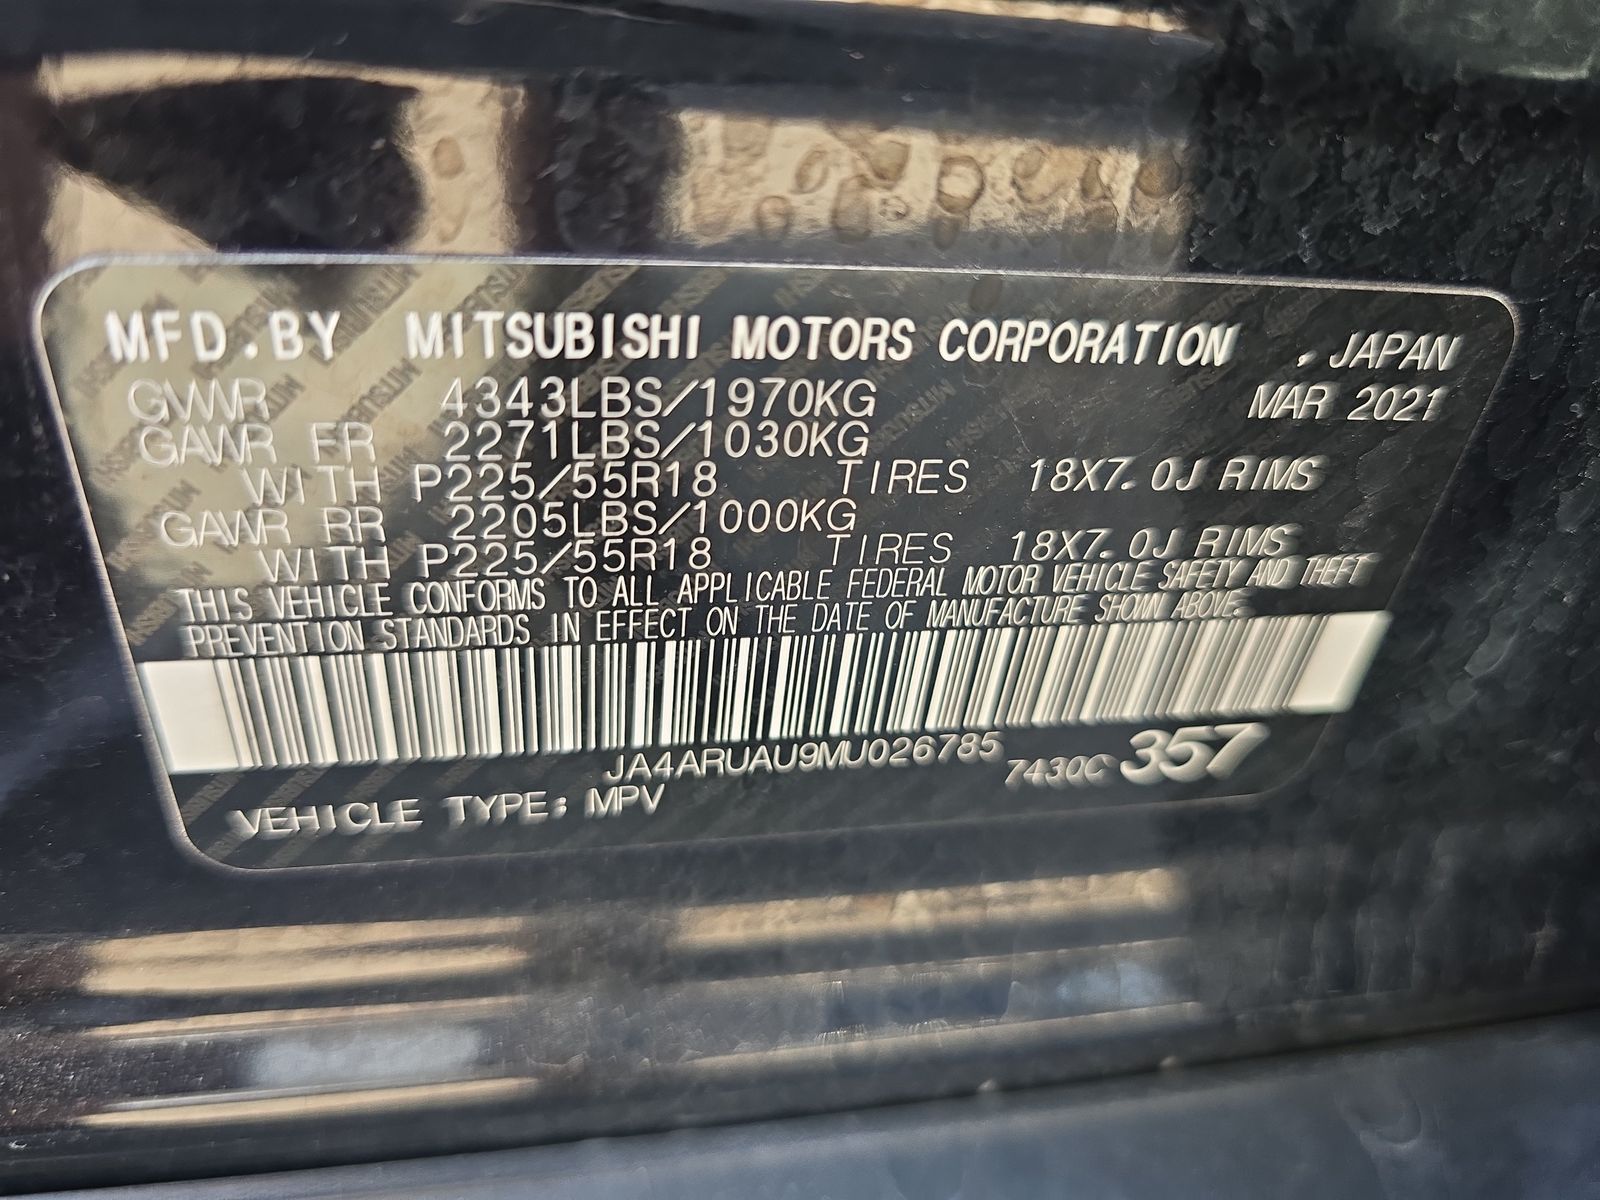 MFD.BY MITSUBISHI MOTORS CORPORATION , JAPAN
GVWR 4343LBS/1970KG MAR 2021
GAWR FR 2271LBS/1030KG
WITH P225/55R18 TIRES 18X7.0J RIMS
GAWR RR 2205LBS/1000KG
WITH P225/55R18 TIRES 18X7.0J RIMS
THIS VEHICLE CONFORMS TO ALL APPLICABLE FEDERAL MOTOR VEHICLE SAFETY AND THEFT
PREVENTION STANDARDS IN EFFECT ON THE DATE OF MANUFACTURE SHOWN ABOVE.
JA4ARUAU9MU026785 7430C 357
VEHICLE TYPE: MPV